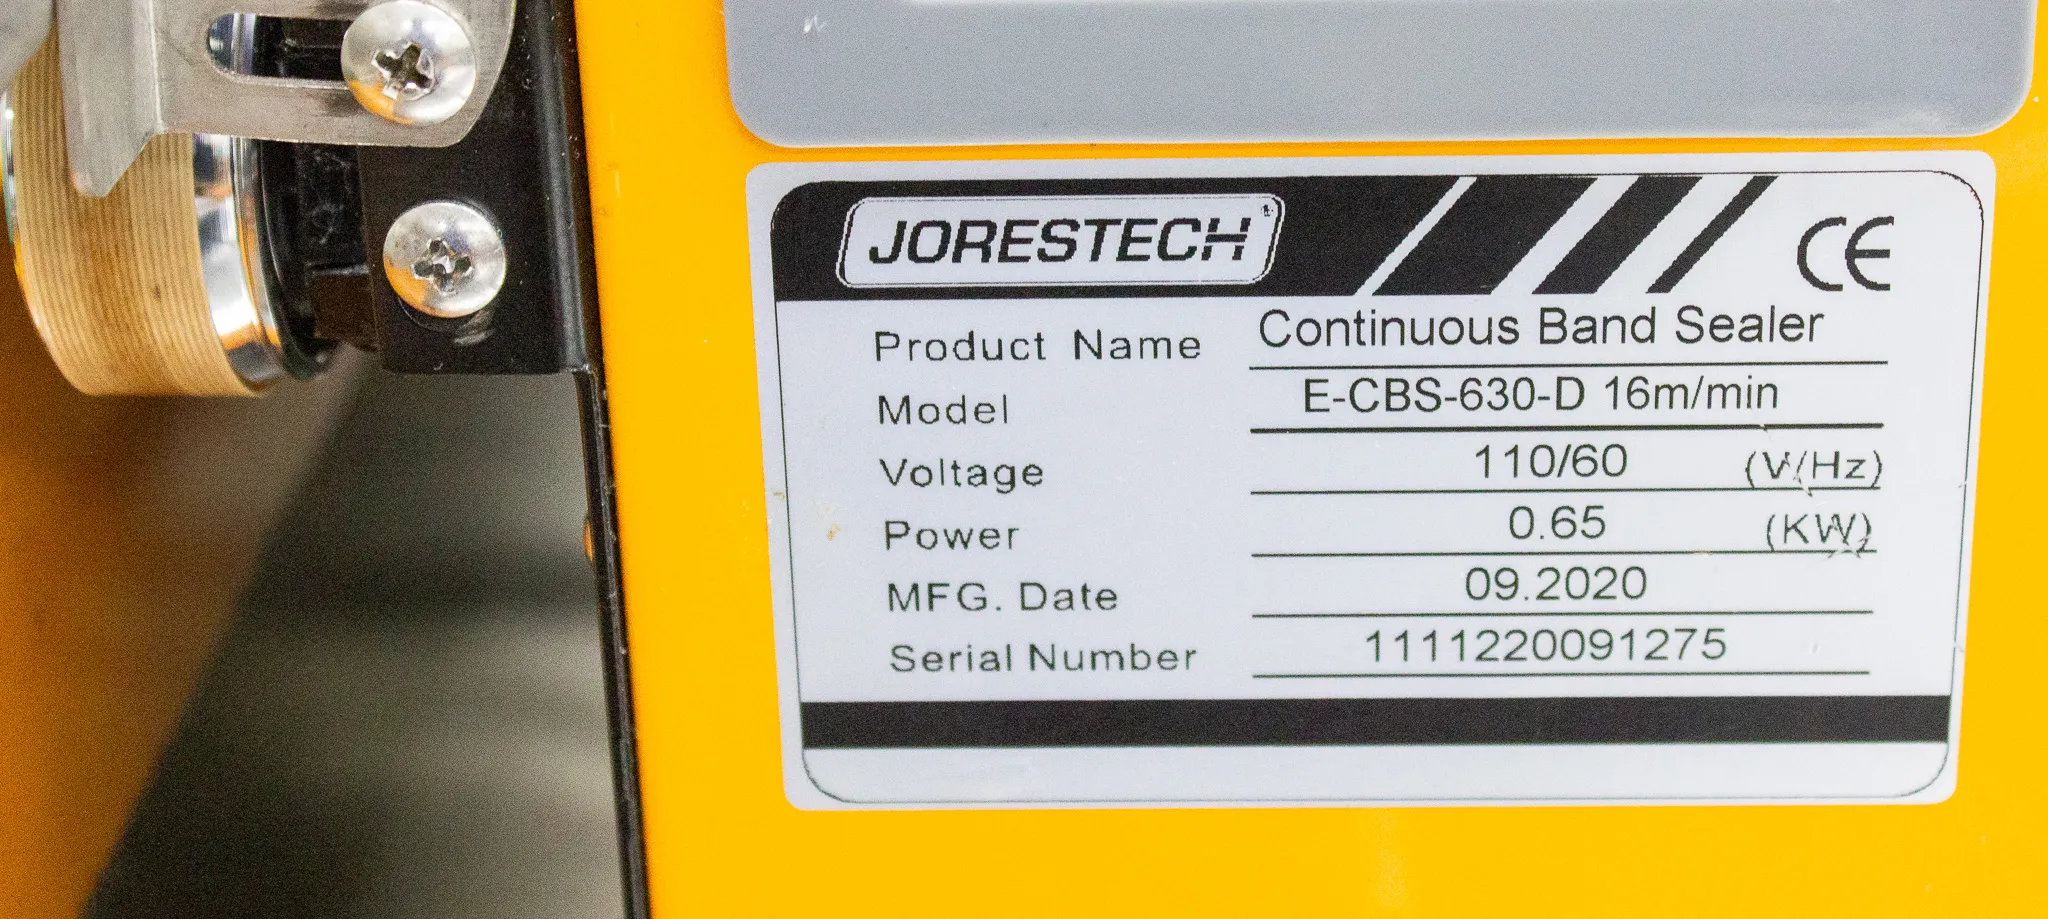 JORESTECH®
CE
Product Name Continuous Band Sealer
Model E-CBS-630-D 16m/min
Voltage 110/60 (V/Hz)
Power 0.65 (KW)
MFG. Date 09.2020
Serial Number 1111220091275